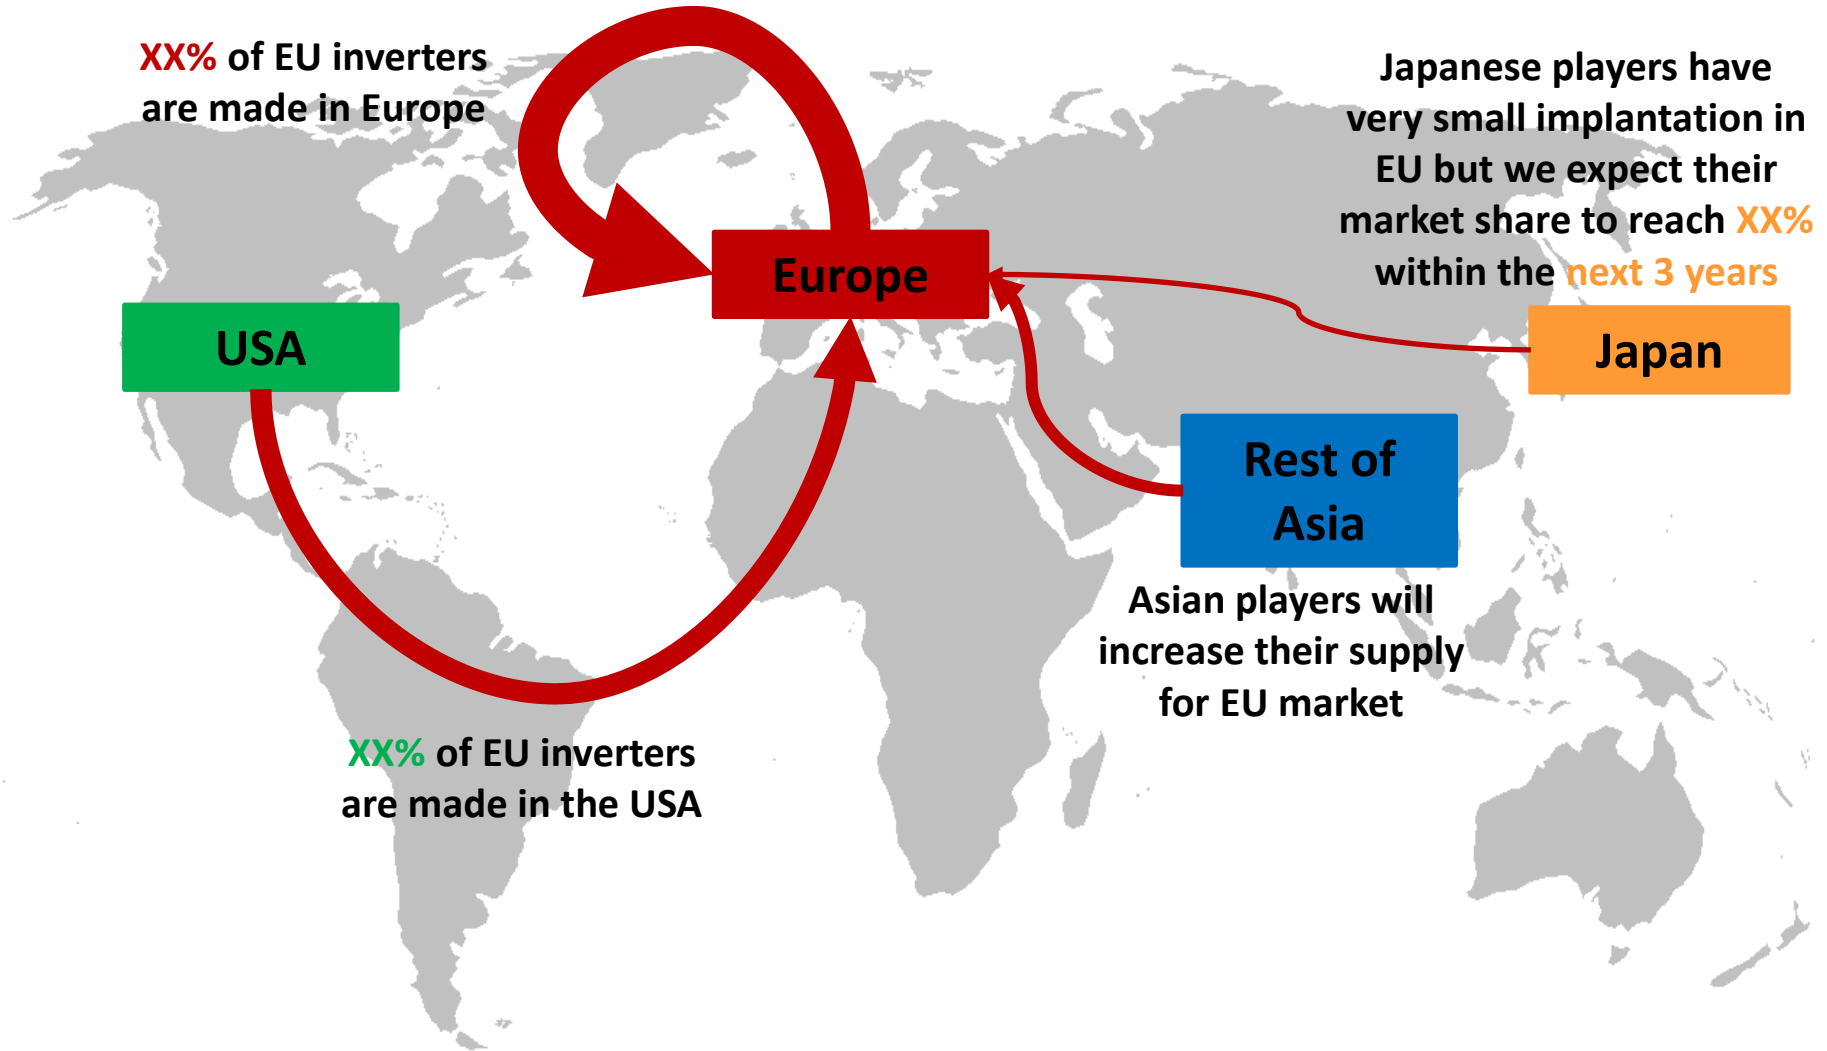 XX% of EU inverters
are made in Europe
Japanese players have
very small implantation in
EU but we expect their
market share to reach XX%
within the next 3 years
Europe
USA
Japan
Rest of
Asia
Asian players will
increase their supply
for EU market
XX% of EU inverters
are made in the USA